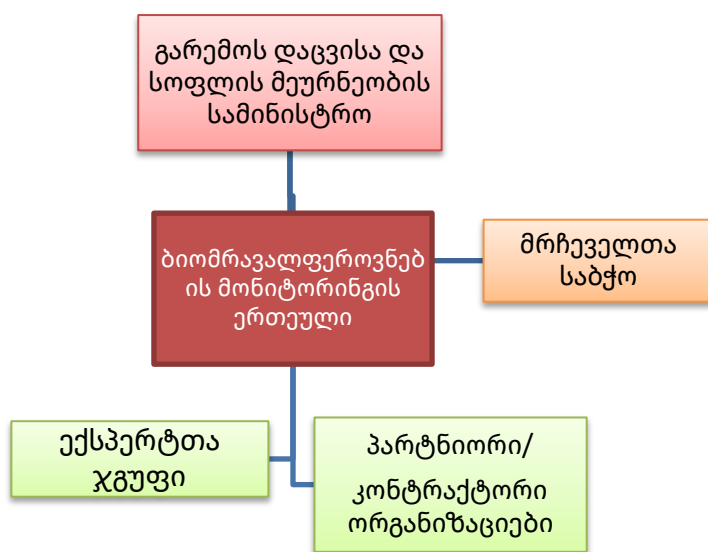 გარემოს დაცვისა და
სოფლის მეურნეობის
სამინისტრო
ბიომრავალფეროვნებ
ის მონიტორინგის
ერთეული
მრჩეველთა
საბჭო
ექსპერტთა
ჯგუფი
პარტნიორი/
კონტრაქტორი
ორგანიზაციები